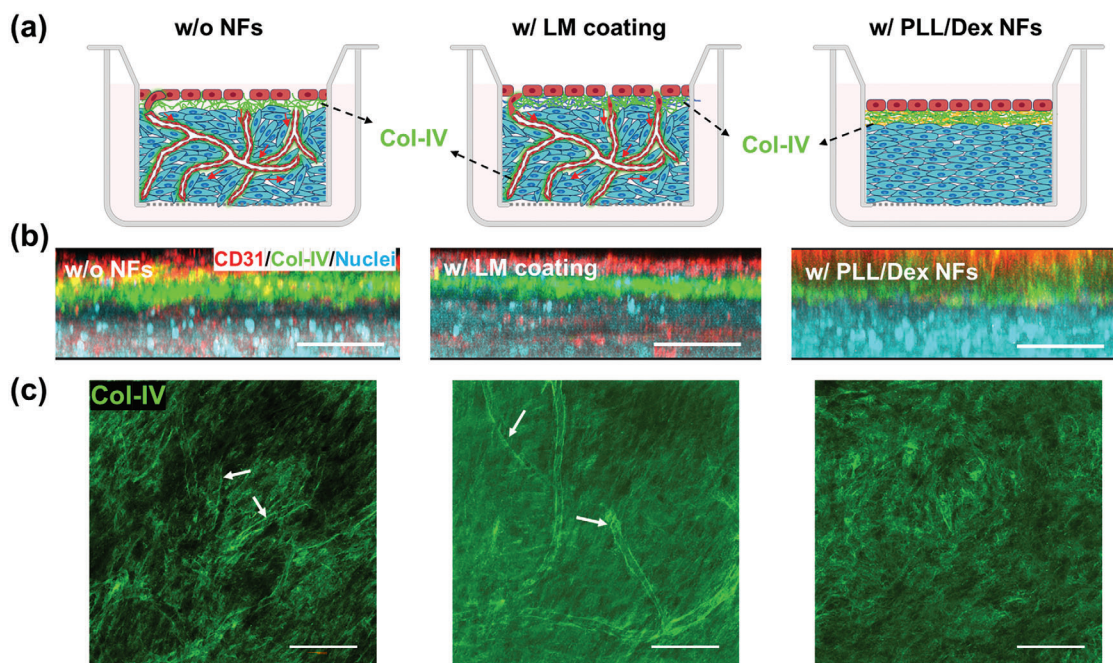 (a)
w/o NFs
w/ LM coating
w/ PLL/Dex NFs
Col-IV
Col-IV
(b)
w/o NFs
CD31/Col-IV/Nuclei
w/ LM coating
w/ PLL/Dex NFs
(c)
Col-IV